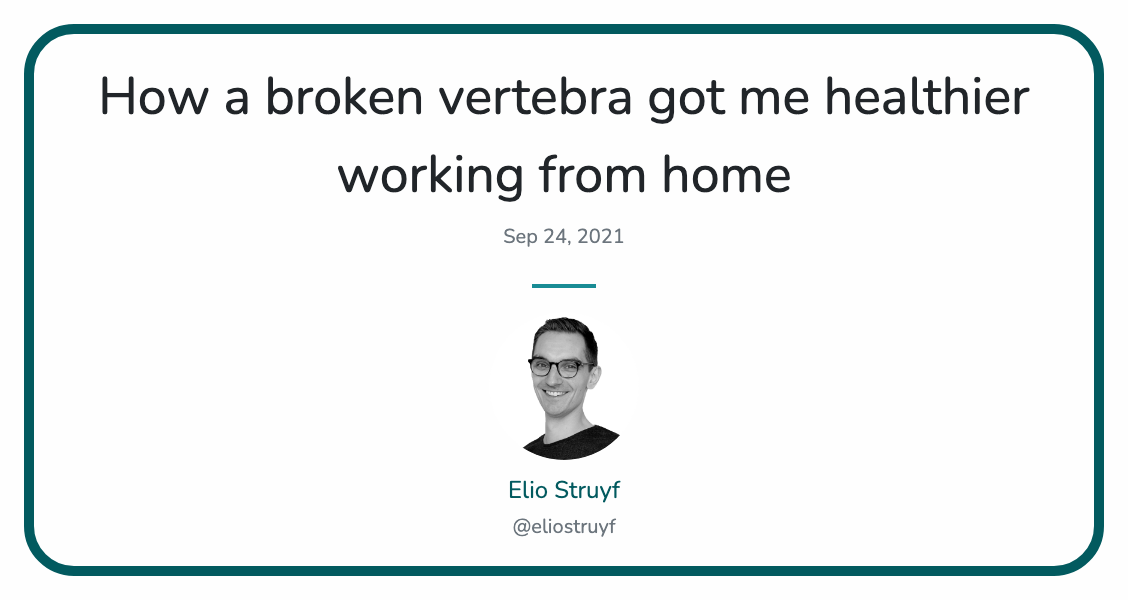 How a broken vertebra got me healthier
working from home
Sep 24, 2021
Elio Struyf
@eliostruyf